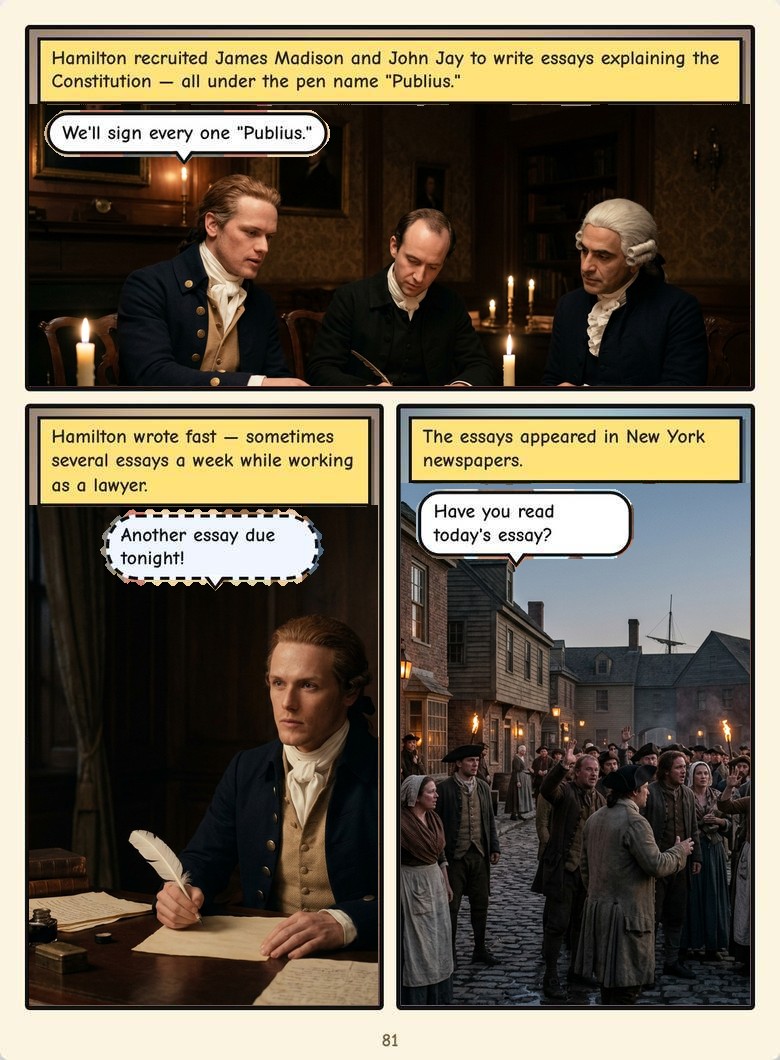 Hamilton recruited James Madison and John Jay to write essays explaining the
Constitution — all under the pen name "Publius."
We'll sign every one "Publius."
Hamilton wrote fast — sometimes
several essays a week while working
as a lawyer.
Another essay due
tonight!
The essays appeared in New York
newspapers.
Have you read
today's essay?
81